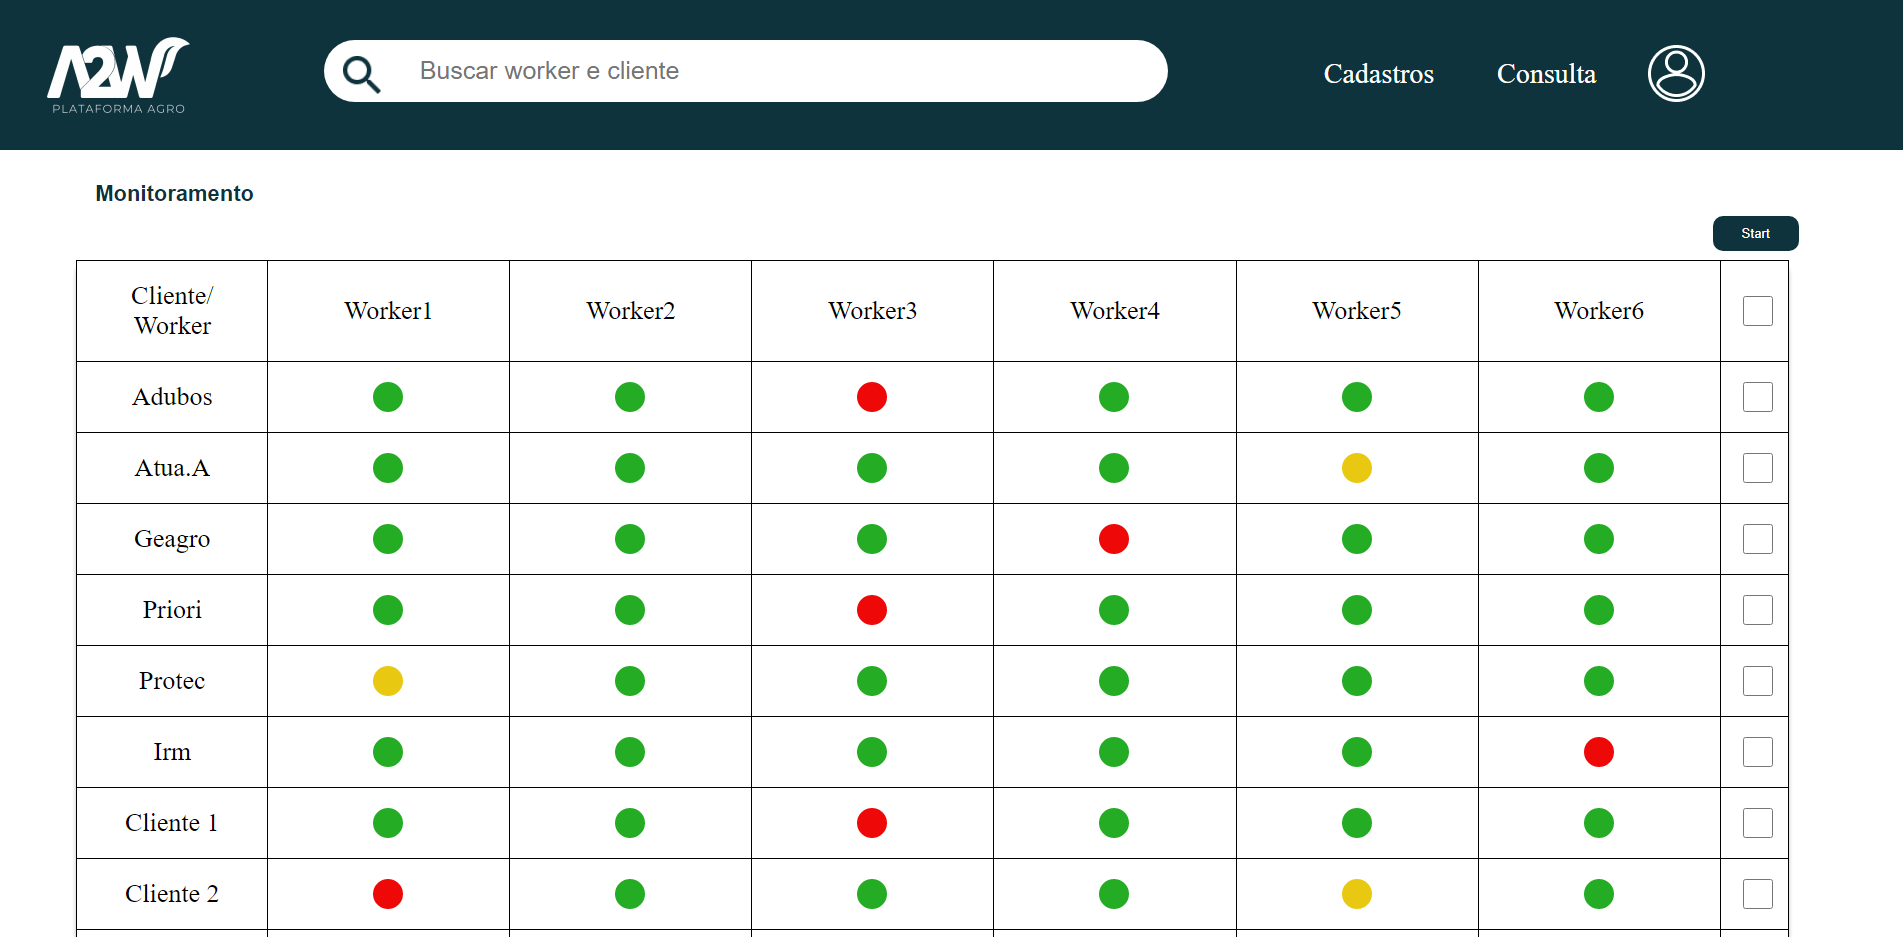 A2W
PLATAFORMA AGRO
Buscar worker e cliente
Cadastros
Consulta
Monitoramento
Start
Cliente/
Worker
Worker1
Worker2
Worker3
Worker4
Worker5
Worker6
Adubos
Atua.A
Geagro
Priori
Protec
Irm
Cliente 1
Cliente 2